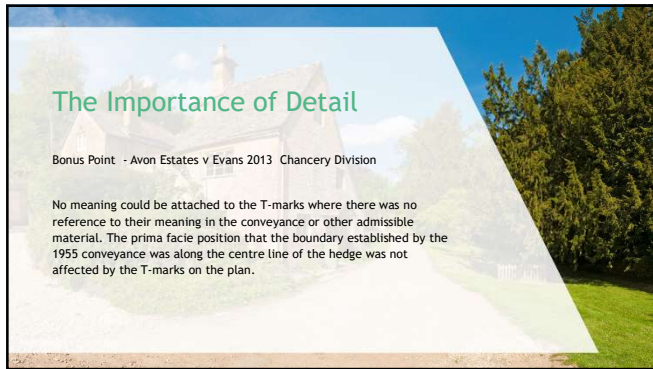 The Importance of Detail
Bonus Point - Avon Estates v Evans 2013 Chancery Division
No meaning could be attached to the T-marks where there was no
reference to their meaning in the conveyance or other admissible
material. The prima facie position that the boundary established by the
1955 conveyance was along the centre line of the hedge was not
affected by the T-marks on the plan.